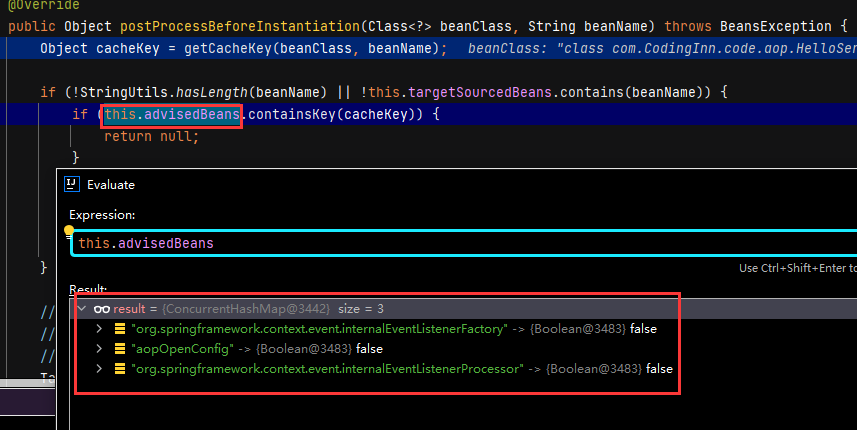 @Override
public Object postProcessBeforeInstantiation(Class<?> beanClass, String beanName) throws BeansException {
Object cacheKey = getCacheKey(beanClass, beanName); beanClass: "class com.CodingInn.code.aop.HelloSer
if (!StringUtils.hasLength(beanName) || !this.targetSourcedBeans.contains(beanName)) {
if (this.advisedBeans.containsKey(cacheKey)) {
return null;
}
Evaluate
Expression:
this.advisedBeans
Use Ctrl+Shift+Enter to
}
Result:
result = {ConcurrentHashMap@3442} size = 3
//
"org.springframework.context.event.internalEventListenerFactory" -> {Boolean@3483} false
//
"aopOpenConfig" -> {Boolean@3483} false
//
"org.springframework.context.event.internalEventListenerProcessor" -> {Boolean@3483} false
Ta